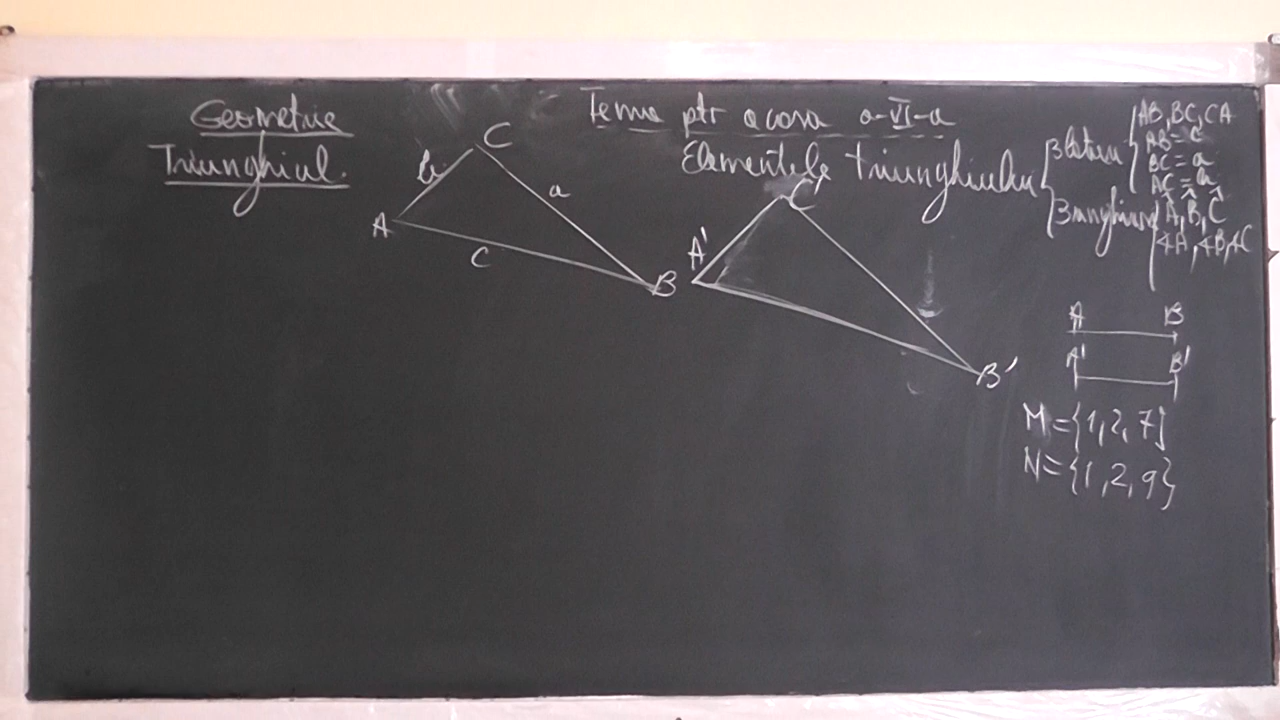 Geometrie
Triunghiul.
C
b
a
A
c
B
Tema ptr acasa a-VI-a
Elementele triunghiului
3 laturi
AB, BC, CA
AB = c
BC = a
AC = b
3 unghiuri
Â, B̂, Ĉ
∢A, ∢B, ∢C
C'
A'
B'
A B
A' B'
M = {1, 2, 7}
N = {1, 2, 9}